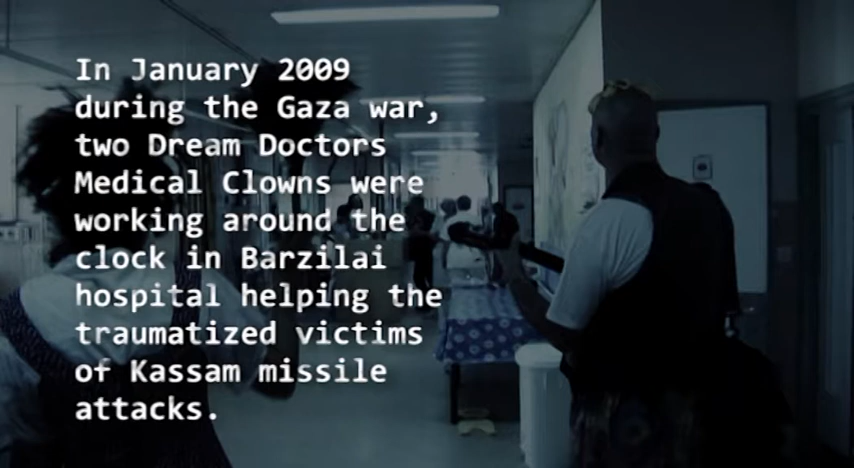 In January 2009
during the Gaza war,
two Dream Doctors
Medical Clowns were
working around the
clock in Barzilai
hospital helping the
traumatized victims
of Kassam missile
attacks.